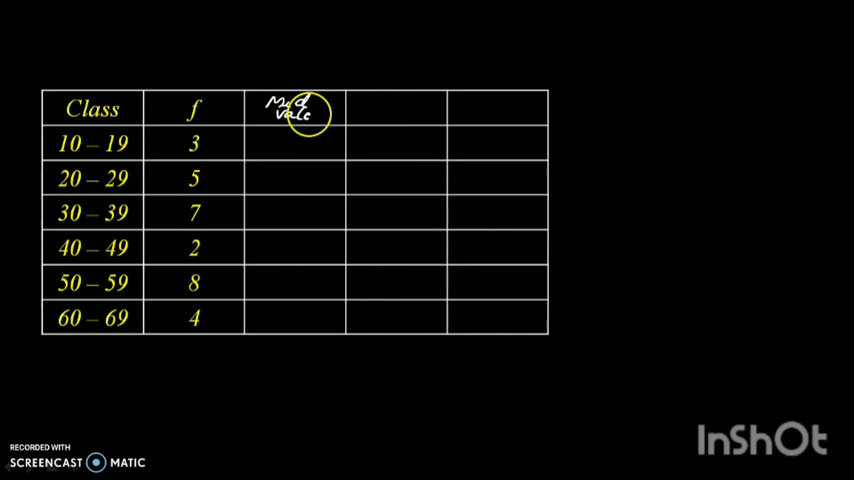 Class f Mid
vale
10 – 19 3
20 – 29 5
30 – 39 7
40 – 49 2
50 – 59 8
60 – 69 4
InShOt
RECORDED WITH
SCREENCAST MATIC